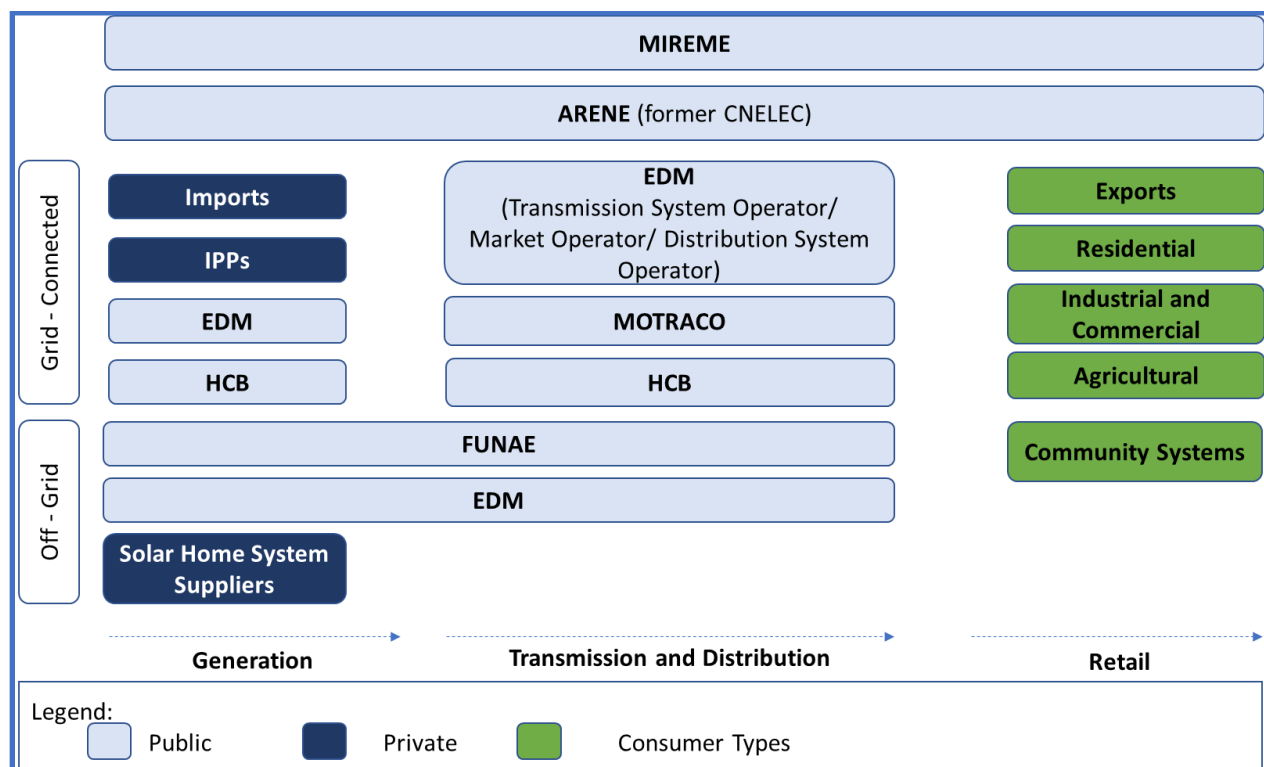 MIREME
ARENE (former CNELEC)
Grid - Connected
Imports
IPPs
EDM
HCB
EDM
(Transmission System Operator/
Market Operator/ Distribution System
Operator)
MOTRACO
HCB
Exports
Residential
Industrial and
Commercial
Agricultural
Off - Grid
FUNAE
EDM
Solar Home System
Suppliers
Community Systems
Generation
Transmission and Distribution
Retail
Legend:
Public
Private
Consumer Types